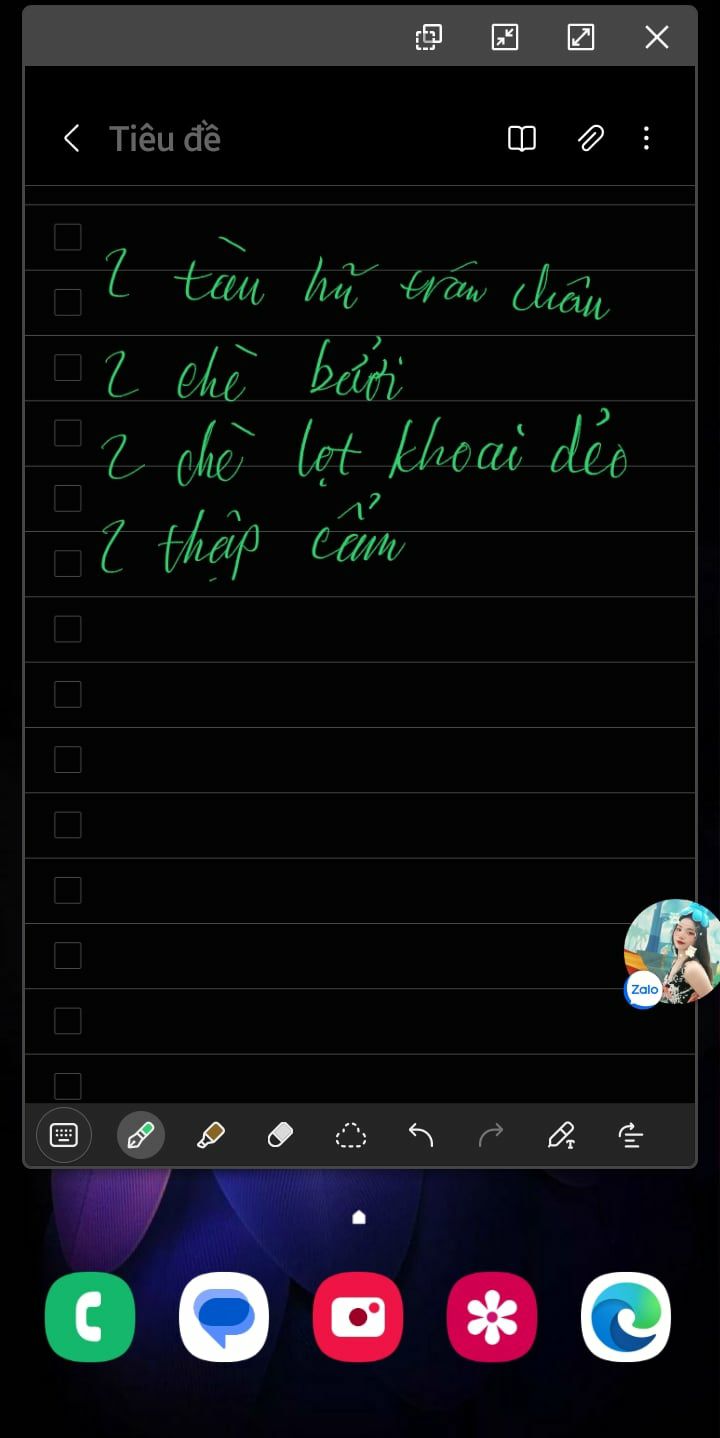 Tiêu đề
2 tàu hũ trân châu
2 chè bưởi
2 chè lọt khoai dẻo
2 thập cẩm
Zalo